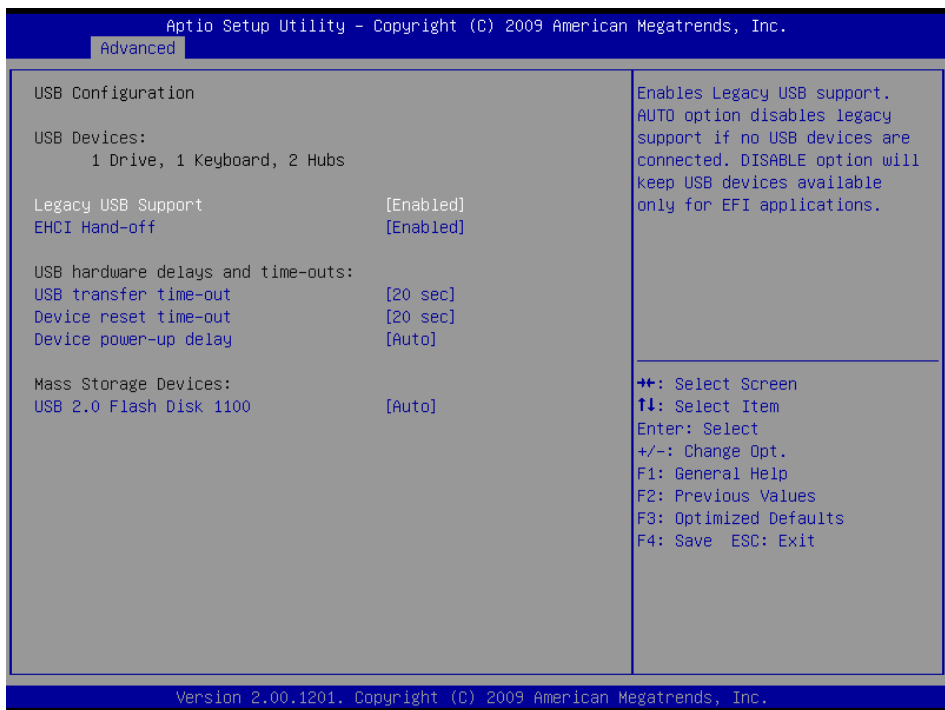 Aptio Setup Utility – Copyright (C) 2009 American Megatrends, Inc.
Advanced
USB Configuration
USB Devices:
1 Drive, 1 Keyboard, 2 Hubs
Legacy USB Support [Enabled]
EHCI Hand-off [Enabled]
USB hardware delays and time-outs:
USB transfer time-out [20 sec]
Device reset time-out [20 sec]
Device power-up delay [Auto]
Mass Storage Devices:
USB 2.0 Flash Disk 1100 [Auto]
Enables Legacy USB support.
AUTO option disables legacy
support if no USB devices are
connected. DISABLE option will
keep USB devices available
only for EFI applications.
→←: Select Screen
↑↓: Select Item
Enter: Select
+/-: Change Opt.
F1: General Help
F2: Previous Values
F3: Optimized Defaults
F4: Save  ESC: Exit
Version 2.00.1201. Copyright (C) 2009 American Megatrends, Inc.